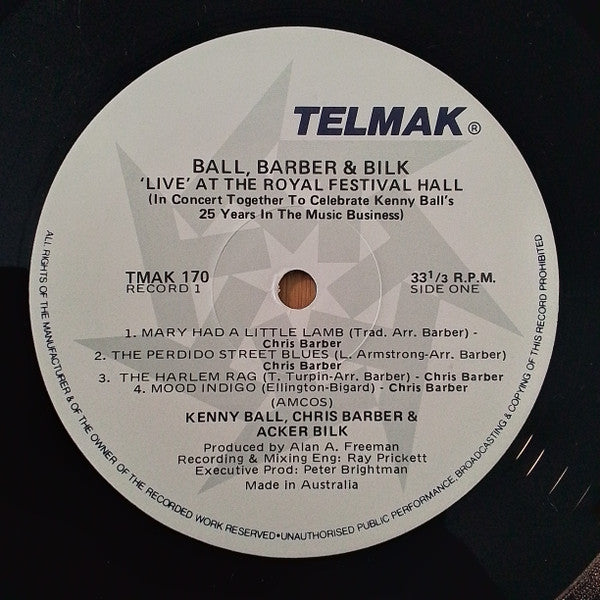 TELMAK®
BALL, BARBER & BILK
'LIVE' AT THE ROYAL FESTIVAL HALL
(In Concert Together To Celebrate Kenny Ball's
25 Years In The Music Business)
TMAK 170
RECORD 1
33 1/3 R.P.M.
SIDE ONE
1. MARY HAD A LITTLE LAMB (Trad. Arr. Barber) -
Chris Barber
2. THE PERDIDO STREET BLUES (L. Armstrong-Arr. Barber)
Chris Barber
3. THE HARLEM RAG (T. Turpin-Arr. Barber) - Chris Barber
4. MOOD INDIGO (Ellington-Bigard) - Chris Barber
(AMCOS)
KENNY BALL, CHRIS BARBER &
ACKER BILK
Produced by Alan A. Freeman
Recording & Mixing Eng: Ray Prickett
Executive Prod: Peter Brightman
Made in Australia
ALL RIGHTS OF THE MANUFACTURER & OF THE OWNER OF THE RECORDED WORK RESERVED•UNAUTHORISED PUBLIC PERFORMANCE, BROADCASTING & COPYING OF THIS RECORD PROHIBITED